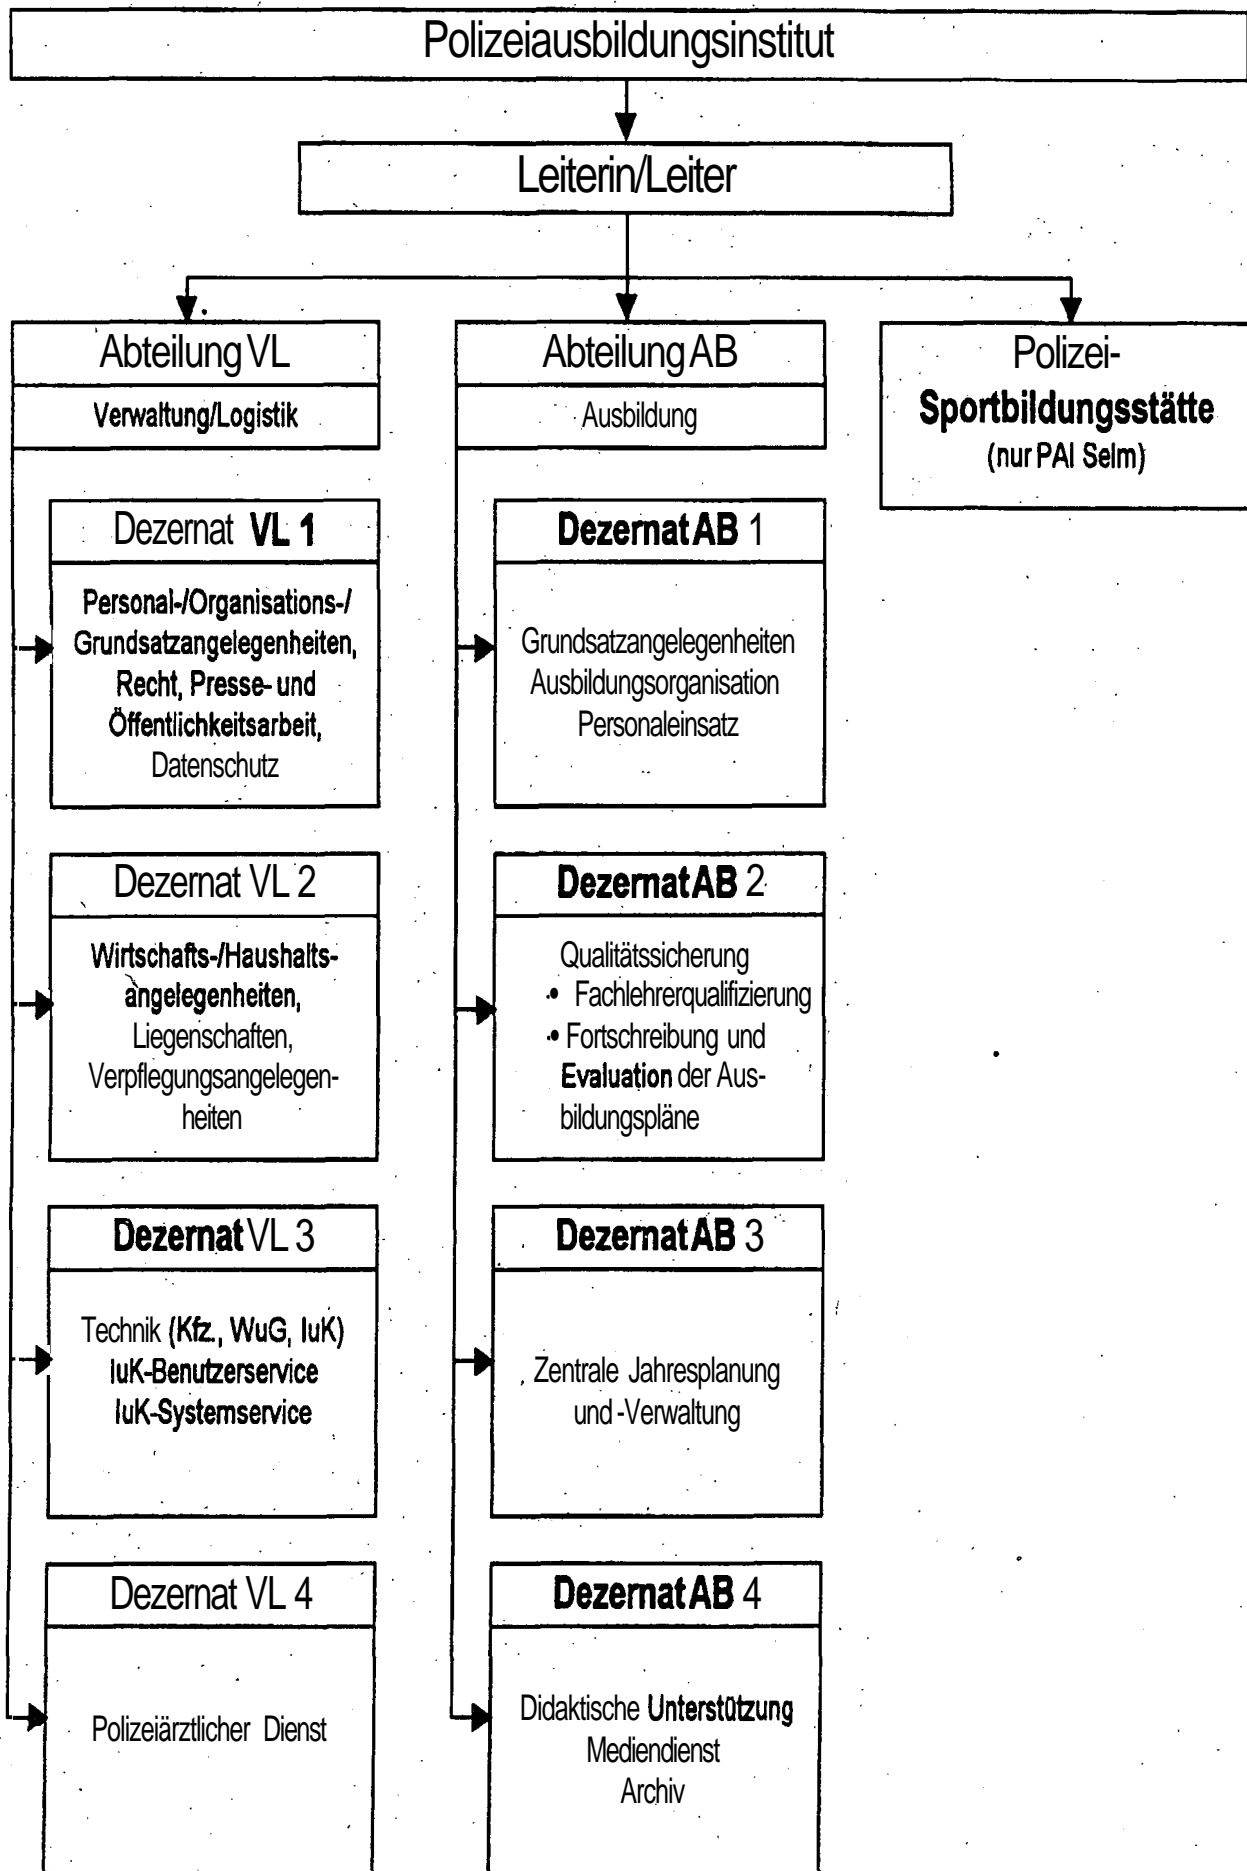 Polizeiausbildungsinstitut
Leiterin/Leiter
Abteilung VL
Verwaltung/Logistik
Dezernat VL 1
Personal-/Organisations-/
Grundsatzangelegenheiten,
Recht, Presse- und
Öffentlichkeitsarbeit,
Datenschutz
Dezernat VL 2
Wirtschafts-/Haushalts-
angelegenheiten,
Liegenschaften,
Verpflegungsangelegen-
heiten
Dezernat VL 3
Technik (Kfz., WuG, IuK)
IuK-Benutzerservice
IuK-Systemservice
Dezernat VL 4
Polizeiärztlicher Dienst
Abteilung AB
Ausbildung
Dezernat AB 1
Grundsatzangelegenheiten
Ausbildungsorganisation
Personaleinsatz
Dezernat AB 2
Qualitätssicherung
• Fachlehrerqualifizierung
• Fortschreibung und
Evaluation der Aus-
bildungspläne
Dezernat AB 3
Zentrale Jahresplanung
und -Verwaltung
Dezernat AB 4
Didaktische Unterstützung
Mediendienst
Archiv
Polizei-
Sportbildungsstätte
(nur PAI Selm)